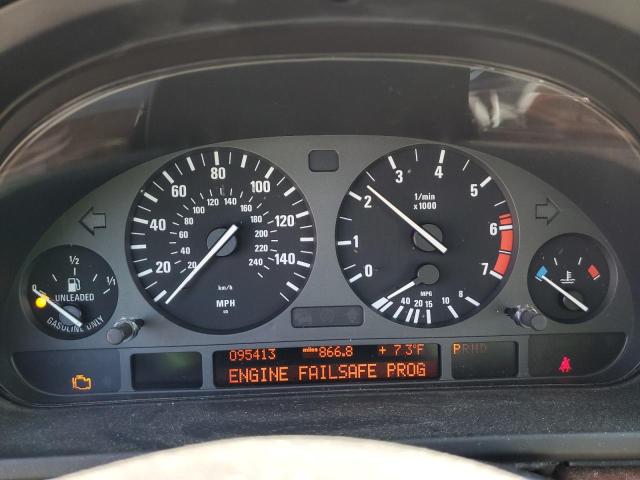 20 40 60 80 100 120 140
20 40 60 80 100 120 140 160 180 200 220 240
km/h
MPH
US
0 1 2 3 4 5 6 7
1/min
x1000
MPG
40 20 15 10 8
0 1/2 1/1
UNLEADED
GASOLINE ONLY
095413 miles 866.8 + 73°F PRND
ENGINE FAILSAFE PROG